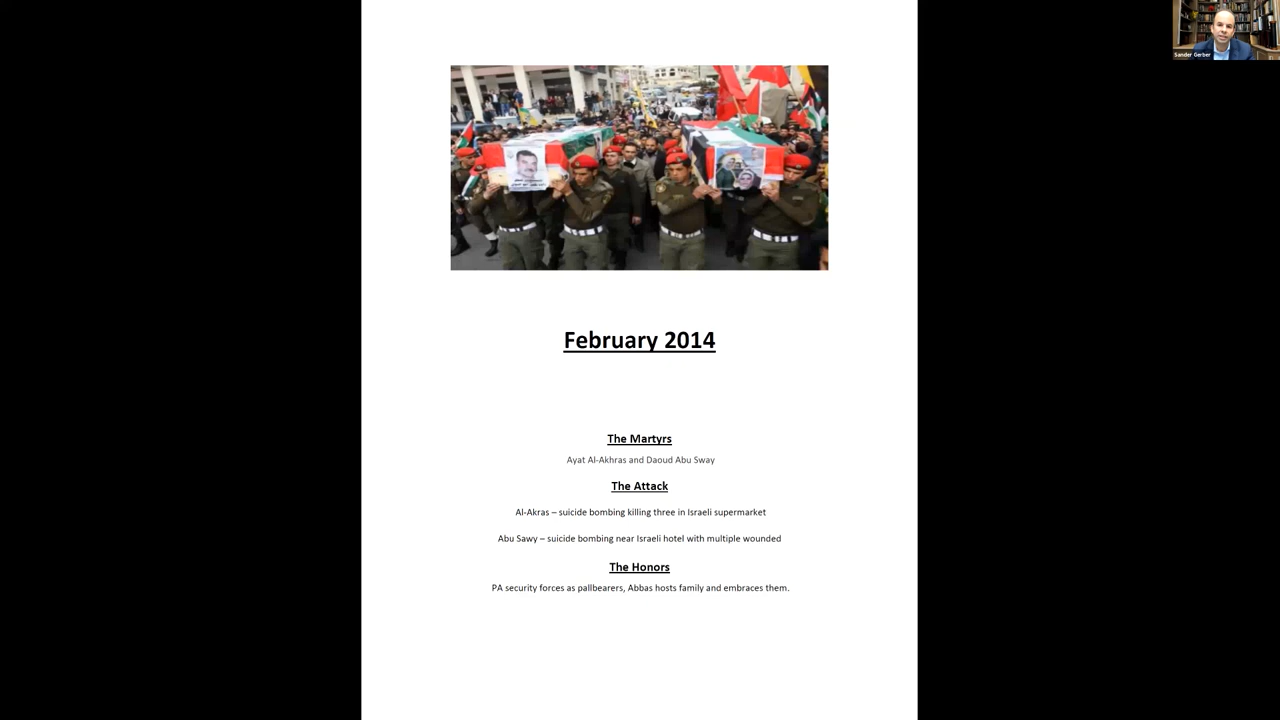 Sander Gerber
February 2014
The Martyrs
Ayat Al-Akhras and Daoud Abu Sway
The Attack
Al-Akras – suicide bombing killing three in Israeli supermarket
Abu Sawy – suicide bombing near Israeli hotel with multiple wounded
The Honors
PA security forces as pallbearers, Abbas hosts family and embraces them.